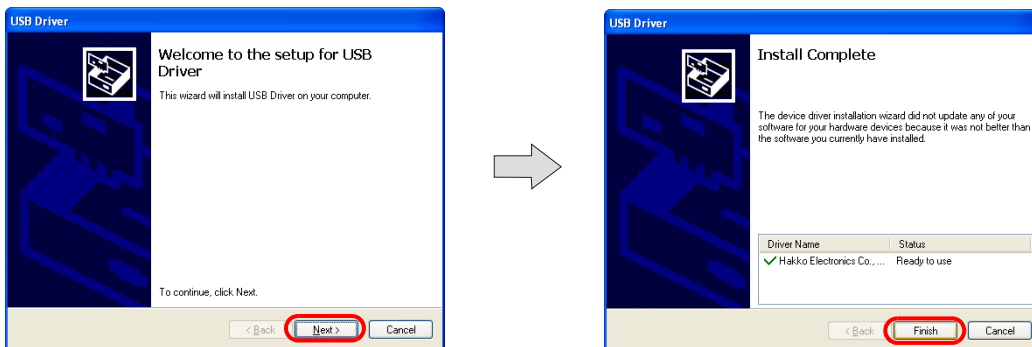 USB Driver
Welcome to the setup for USB
Driver
This wizard will install USB Driver on your computer.
To continue, click Next.
< Back
Next >
Cancel
USB Driver
Install Complete
The device driver installation wizard did not update any of your
software for your hardware devices because it was not better than
the software you currently have installed.
Driver Name Status
Hakko Electronics Co., ... Ready to use
< Back
Finish
Cancel